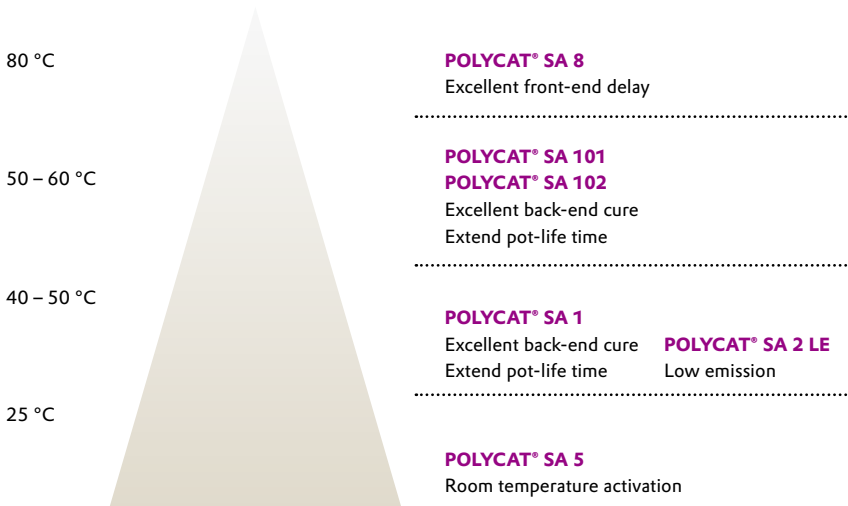 80 °C
POLYCAT® SA 8
Excellent front-end delay
50 – 60 °C
POLYCAT® SA 101
POLYCAT® SA 102
Excellent back-end cure
Extend pot-life time
40 – 50 °C
POLYCAT® SA 1
Excellent back-end cure
Extend pot-life time
POLYCAT® SA 2 LE
Low emission
25 °C
POLYCAT® SA 5
Room temperature activation